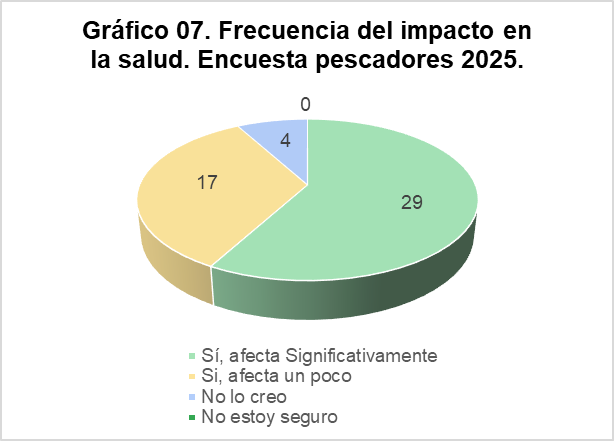 Gráfico 07. Frecuencia del impacto en
la salud. Encuesta pescadores 2025.
0
4
17
29
Sí, afecta Significativamente
Si, afecta un poco
No lo creo
No estoy seguro